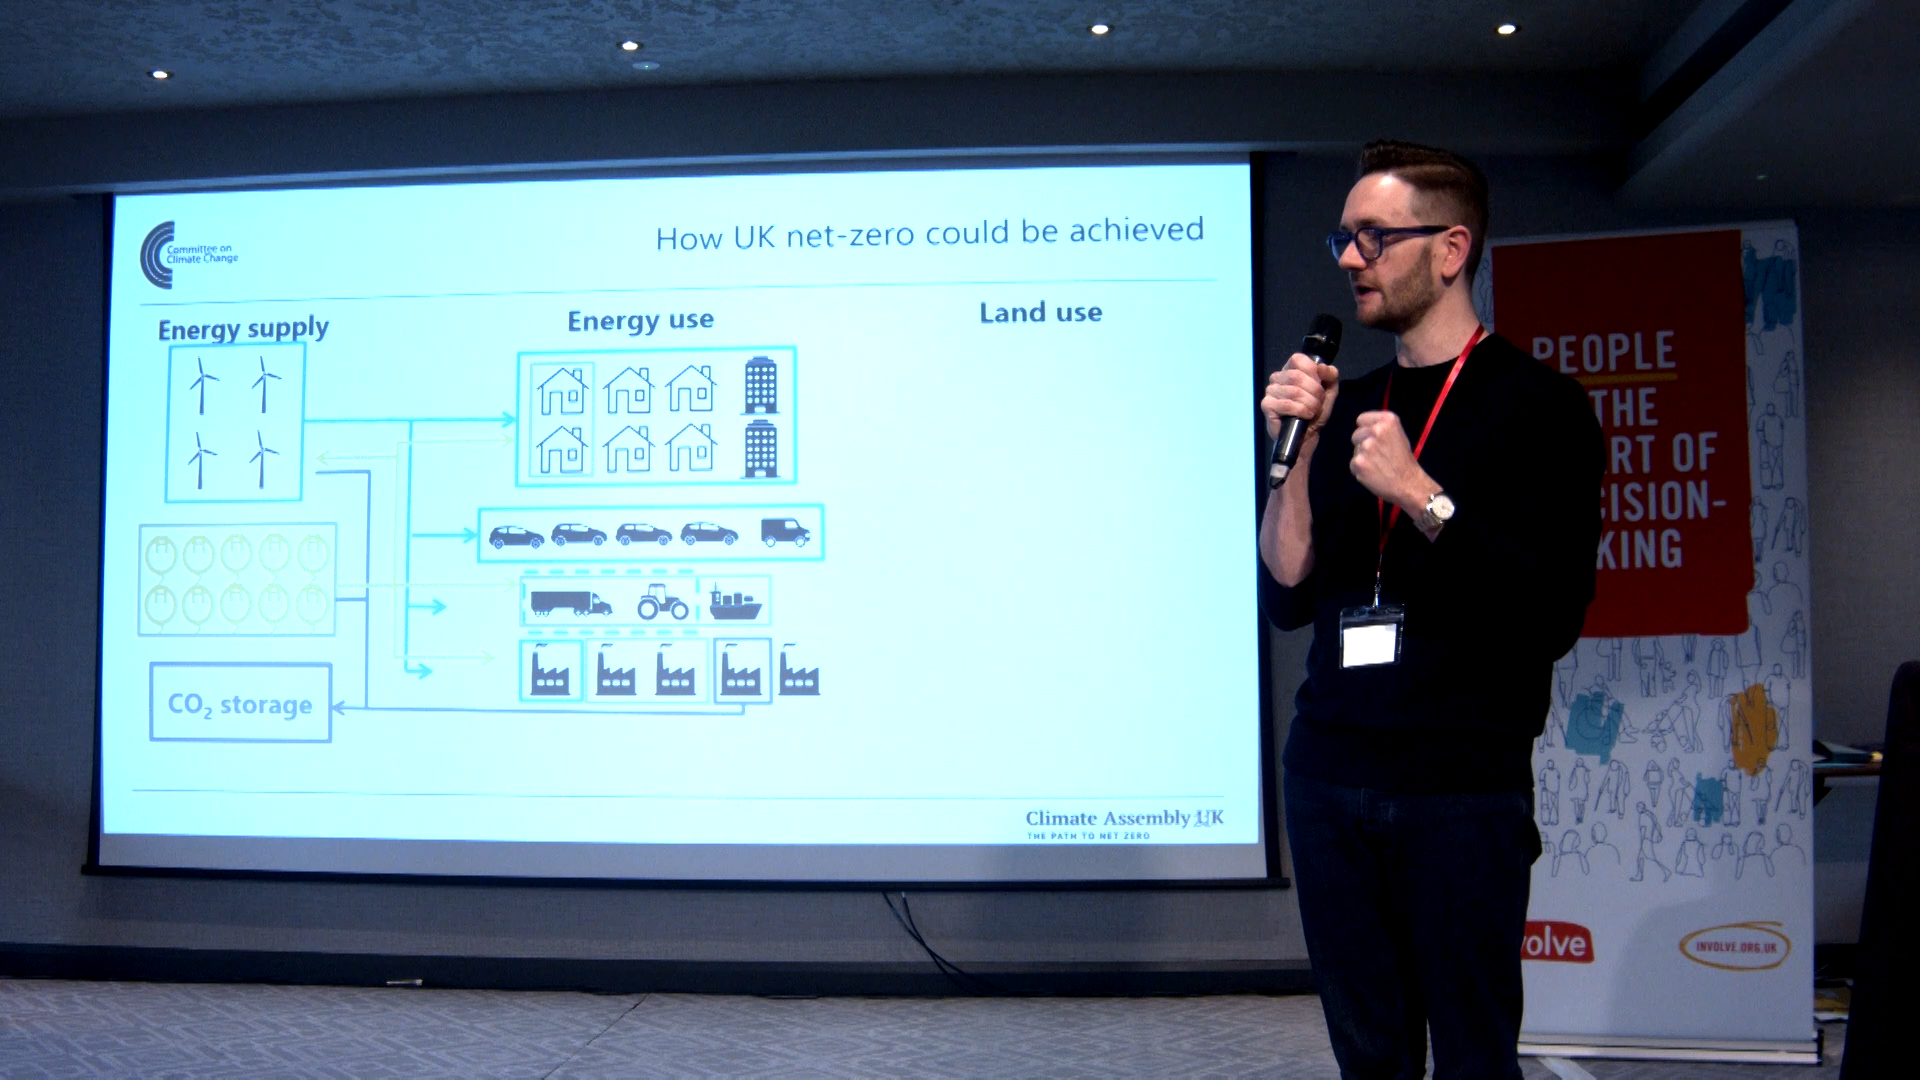 Committee on
Climate Change
How UK net-zero could be achieved
Energy supply
Energy use
Land use
CO₂ storage
Climate Assembly UK
THE PATH TO NET ZERO
PEOPLE
THE
RT OF
CISION-
KING
volve
INVOLVE.ORG.UK